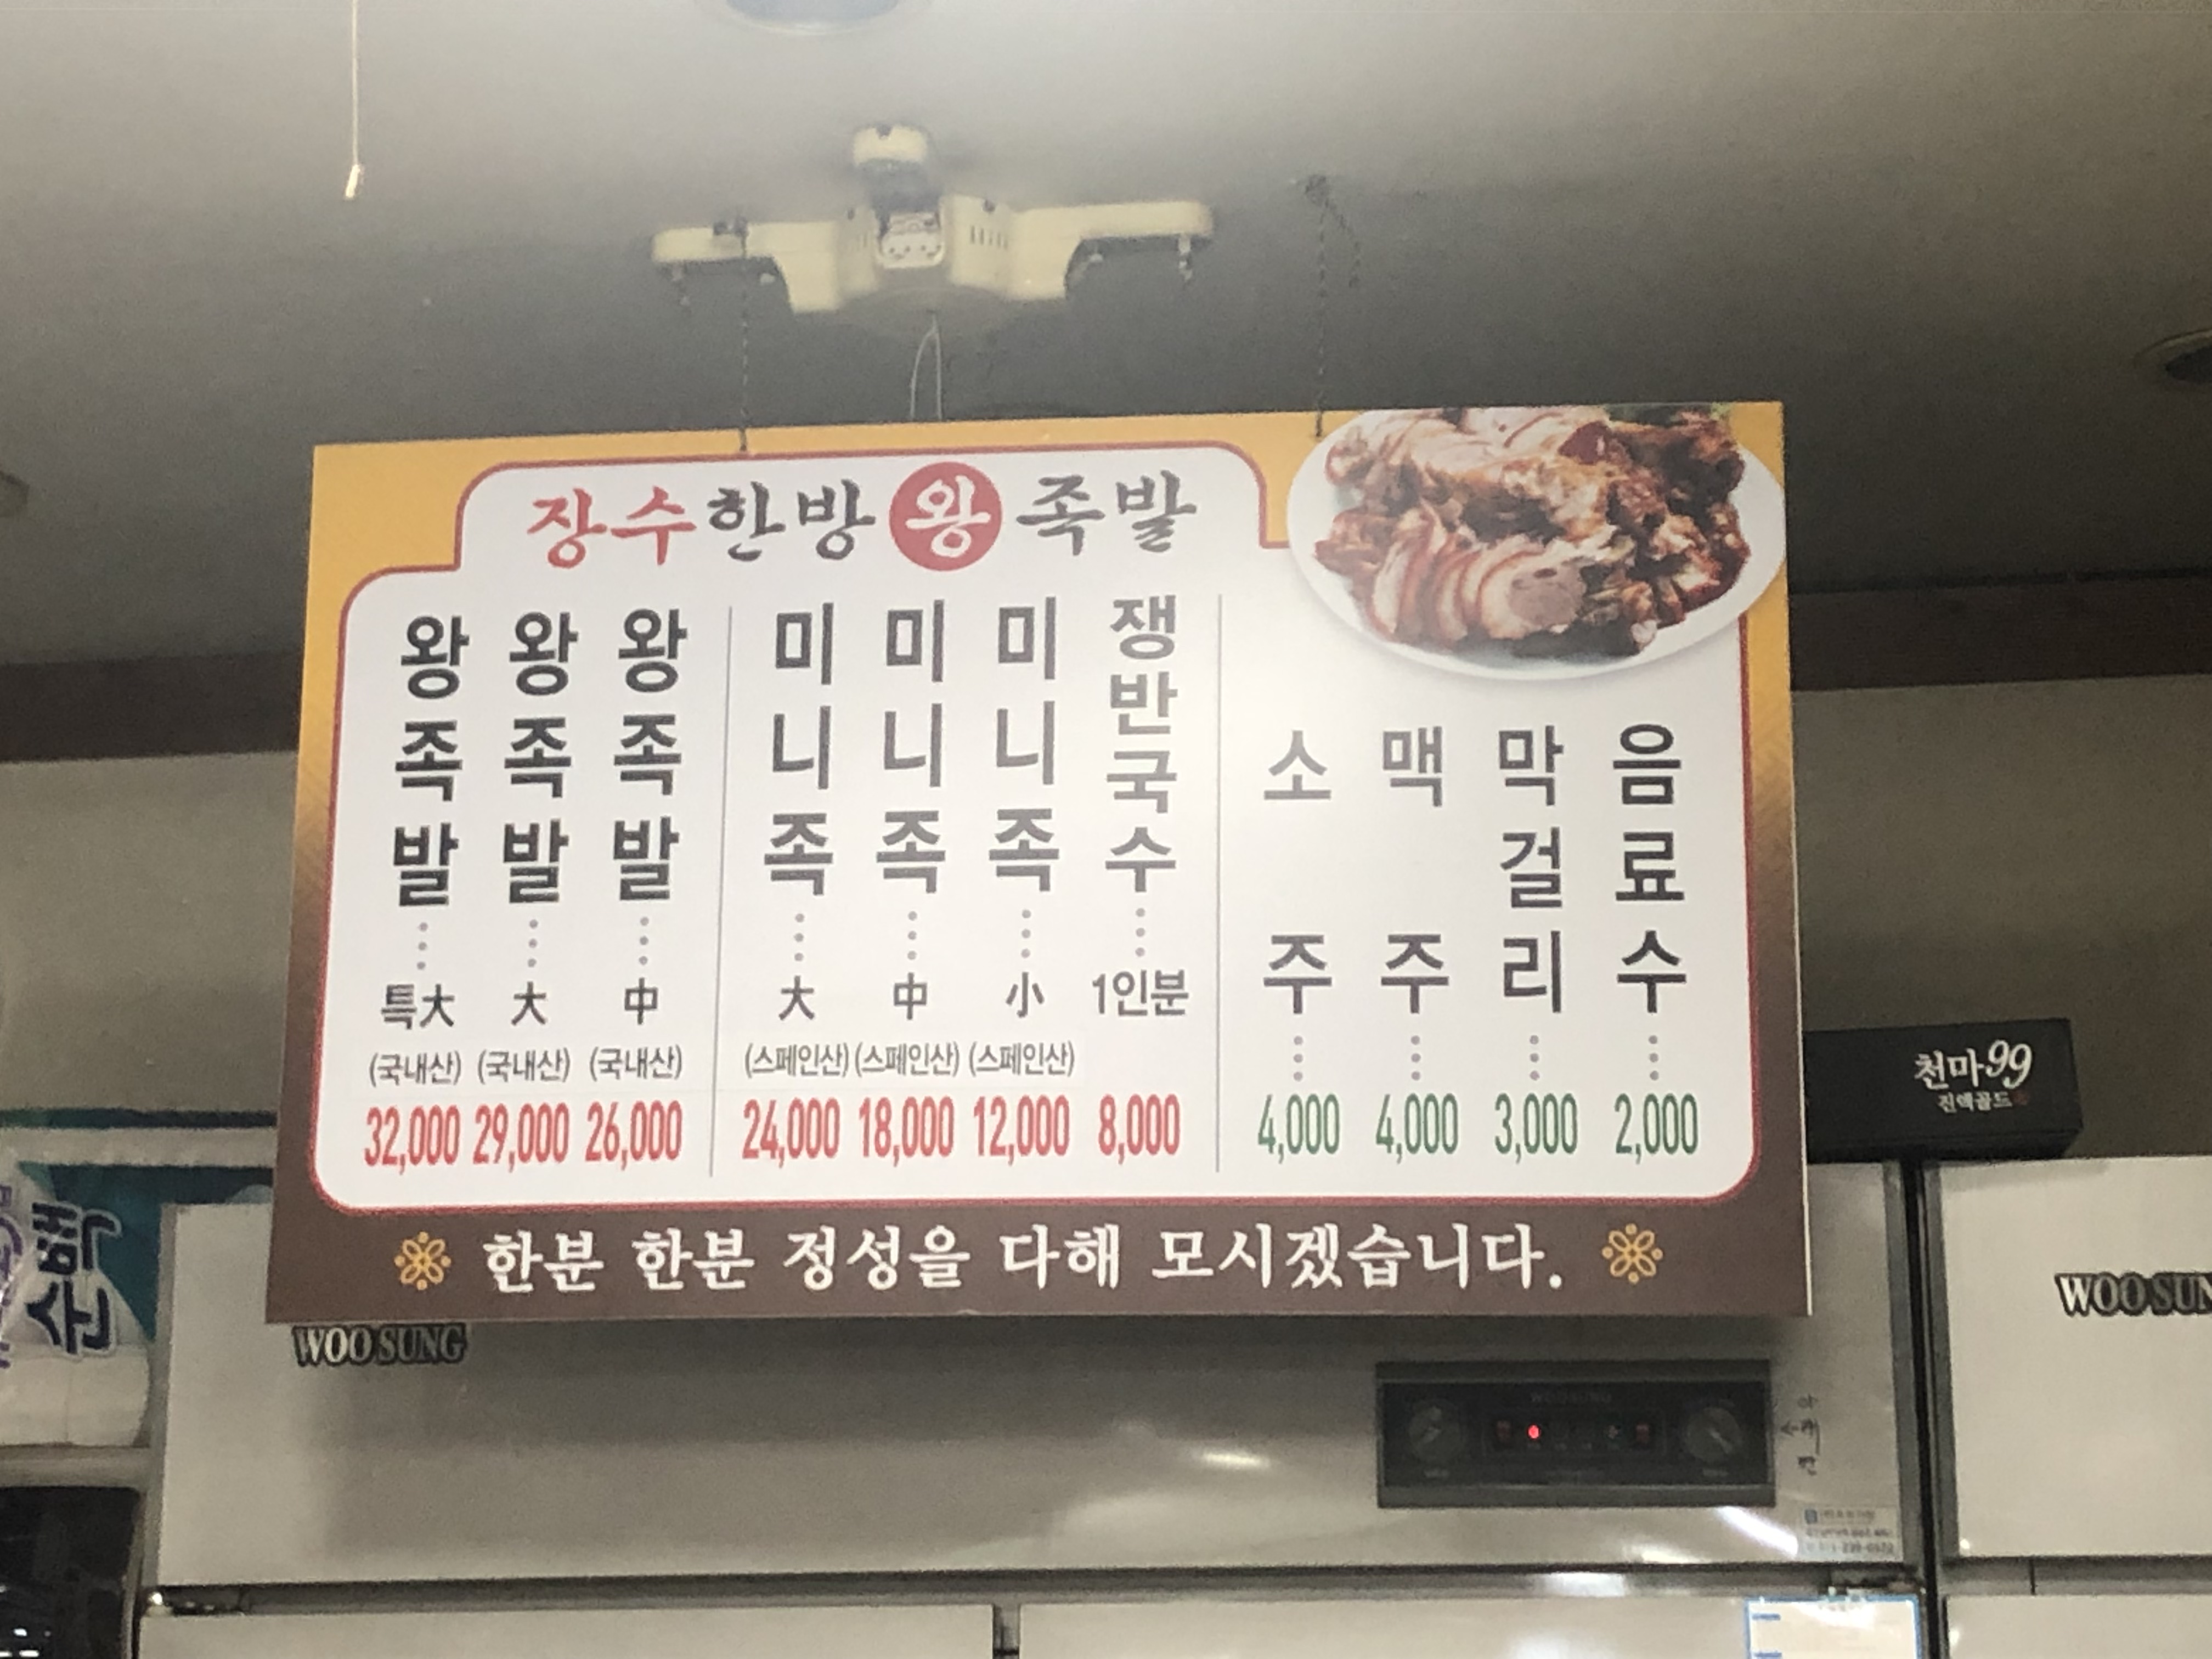 장수한방왕족발
왕족발 특大 (국내산) 32,000
왕족발 大 (국내산) 29,000
왕족발 中 (국내산) 26,000
미니족 大 (스페인산) 24,000
미니족 中 (스페인산) 18,000
미니족 小 (스페인산) 12,000
쟁반국수 1인분 8,000
소주 4,000
맥주 4,000
막걸리 3,000
음료수 2,000
한분 한분 정성을 다해 모시겠습니다.
천마99
진액골드
순백
WOO SUNG
WOO SUN